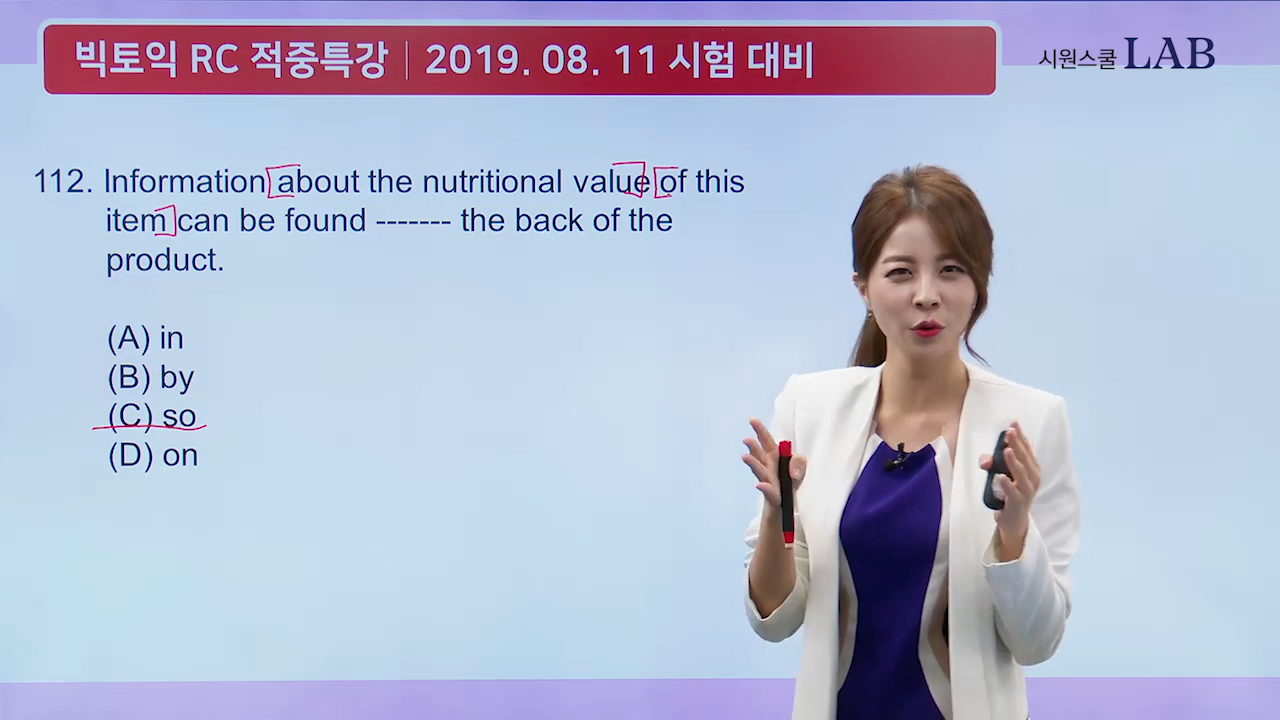 빅토익 RC 적중특강 | 2019. 08. 11 시험 대비
시원스쿨 LAB
112. Information about the nutritional value of this
item can be found ------- the back of the
product.
(A) in
(B) by
(C) so
(D) on